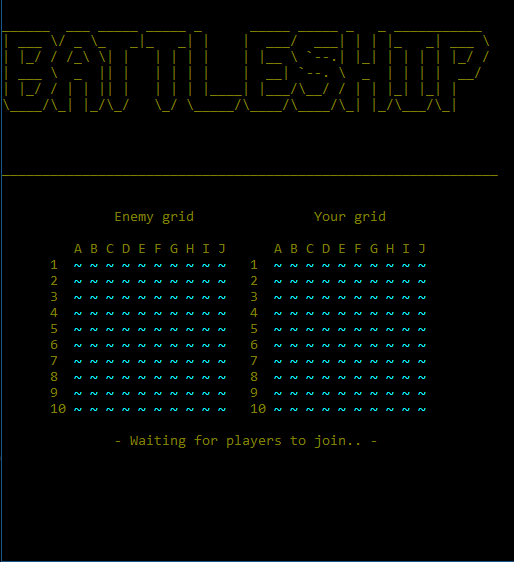 BATTLESHIP
Enemy grid Your grid
A B C D E F G H I J A B C D E F G H I J
1 ~ ~ ~ ~ ~ ~ ~ ~ ~ ~ 1 ~ ~ ~ ~ ~ ~ ~ ~ ~ ~
2 ~ ~ ~ ~ ~ ~ ~ ~ ~ ~ 2 ~ ~ ~ ~ ~ ~ ~ ~ ~ ~
3 ~ ~ ~ ~ ~ ~ ~ ~ ~ ~ 3 ~ ~ ~ ~ ~ ~ ~ ~ ~ ~
4 ~ ~ ~ ~ ~ ~ ~ ~ ~ ~ 4 ~ ~ ~ ~ ~ ~ ~ ~ ~ ~
5 ~ ~ ~ ~ ~ ~ ~ ~ ~ ~ 5 ~ ~ ~ ~ ~ ~ ~ ~ ~ ~
6 ~ ~ ~ ~ ~ ~ ~ ~ ~ ~ 6 ~ ~ ~ ~ ~ ~ ~ ~ ~ ~
7 ~ ~ ~ ~ ~ ~ ~ ~ ~ ~ 7 ~ ~ ~ ~ ~ ~ ~ ~ ~ ~
8 ~ ~ ~ ~ ~ ~ ~ ~ ~ ~ 8 ~ ~ ~ ~ ~ ~ ~ ~ ~ ~
9 ~ ~ ~ ~ ~ ~ ~ ~ ~ ~ 9 ~ ~ ~ ~ ~ ~ ~ ~ ~ ~
10 ~ ~ ~ ~ ~ ~ ~ ~ ~ ~ 10 ~ ~ ~ ~ ~ ~ ~ ~ ~ ~
- Waiting for players to join.. -